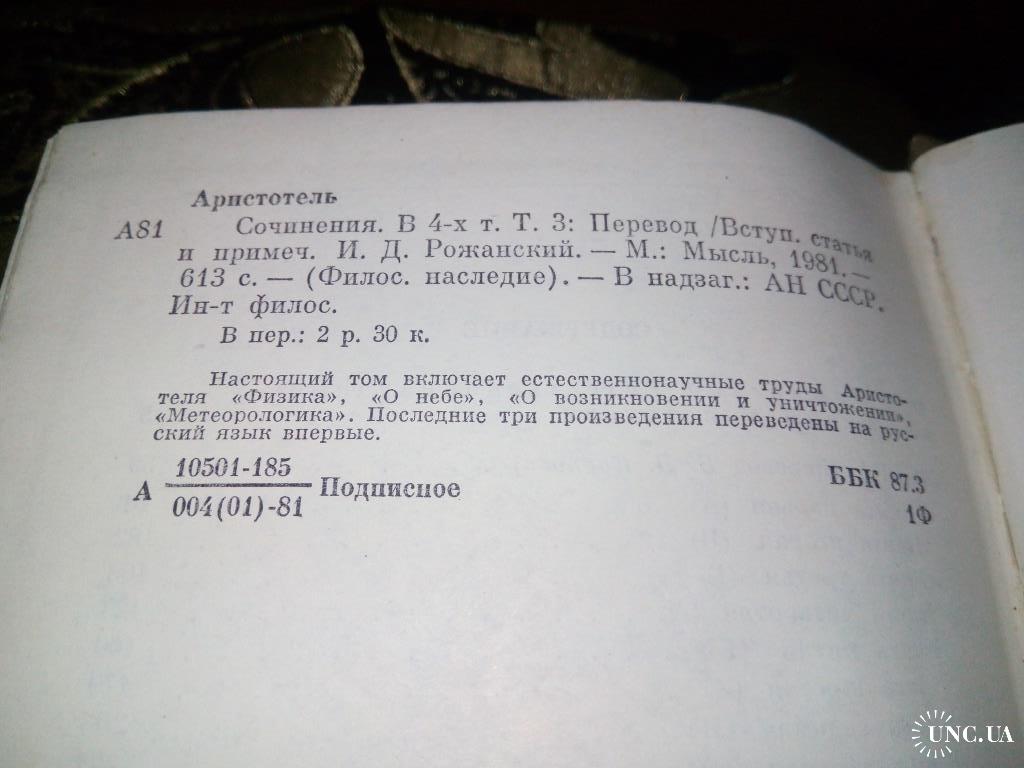 Аристотель
А81 Сочинения. В 4-х т. Т. 3: Перевод /Вступ. статья
и примеч. И. Д. Рожанский. — М.: Мысль, 1981. —
613 с. — (Филос. наследие). — В надзаг.: АН СССР.
Ин-т филос.
В пер.: 2 р. 30 к.
Настоящий том включает естественнонаучные труды Аристо-
теля «Физика», «О небе», «О возникновении и уничтожении»,
«Метеорологика». Последние три произведения переведены на рус-
ский язык впервые.
10501-185
А Подписное
004(01)-81
ББК 87.3
1Ф
UNC.UA